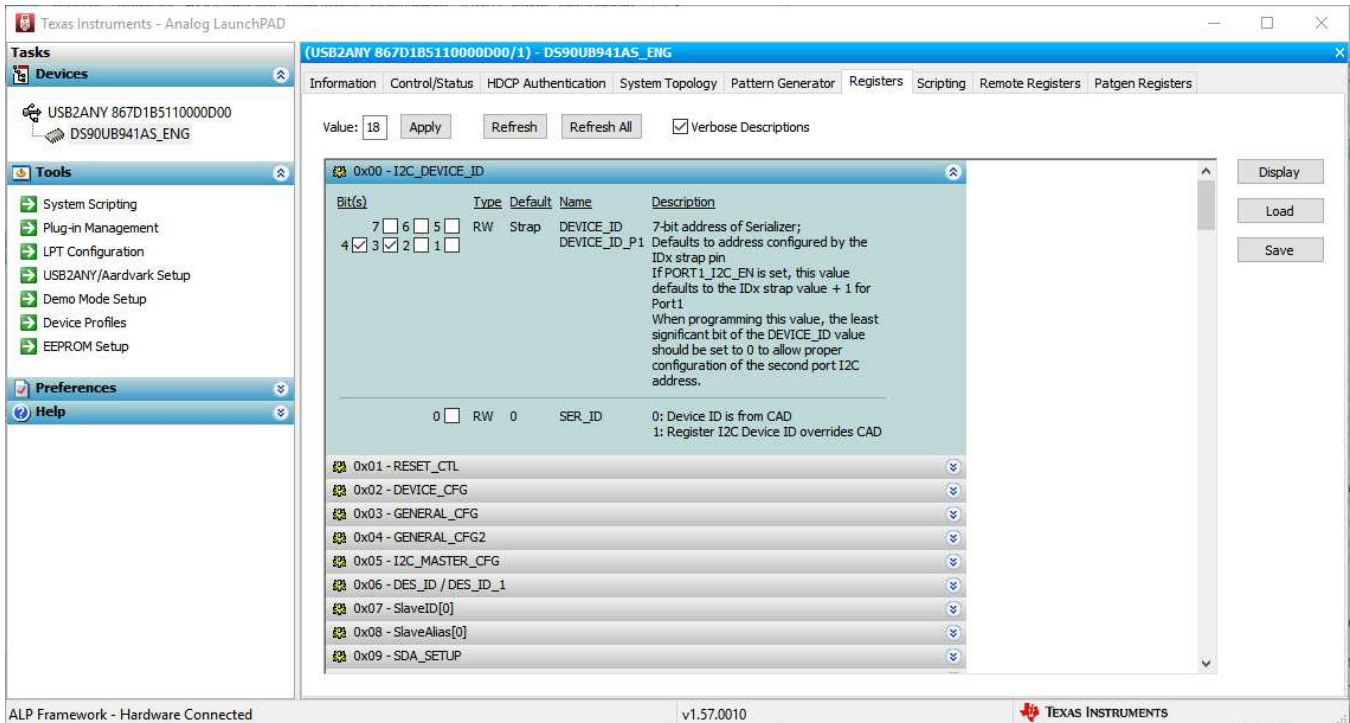 Texas Instruments - Analog LaunchPAD
Tasks
Devices
USB2ANY 867D1B5110000D00
DS90UB941AS_ENG
Tools
System Scripting
Plug-in Management
LPT Configuration
USB2ANY/Aardvark Setup
Demo Mode Setup
Device Profiles
EEPROM Setup
Preferences
Help
(USB2ANY 867D1B5110000D00/1) - DS90UB941AS_ENG
Information Control/Status HDCP Authentication System Topology Pattern Generator Registers Scripting Remote Registers Patgen Registers
Value: 18 Apply Refresh Refresh All Verbose Descriptions
0x00 - I2C_DEVICE_ID
Bit(s) Type Default Name Description
7 6 5 RW Strap DEVICE_ID 7-bit address of Serializer;
4 3 2 1 DEVICE_ID_P1 Defaults to address configured by the
IDx strap pin
If PORT1_I2C_EN is set, this value
defaults to the IDx strap value + 1 for
Port1
When programming this value, the least
significant bit of the DEVICE_ID value
should be set to 0 to allow proper
configuration of the second port I2C
address.
0 RW 0 SER_ID 0: Device ID is from CAD
1: Register I2C Device ID overrides CAD
0x01 - RESET_CTL
0x02 - DEVICE_CFG
0x03 - GENERAL_CFG
0x04 - GENERAL_CFG2
0x05 - I2C_MASTER_CFG
0x06 - DES_ID / DES_ID_1
0x07 - SlaveID[0]
0x08 - SlaveAlias[0]
0x09 - SDA_SETUP
Display
Load
Save
ALP Framework - Hardware Connected v1.57.0010 TEXAS INSTRUMENTS